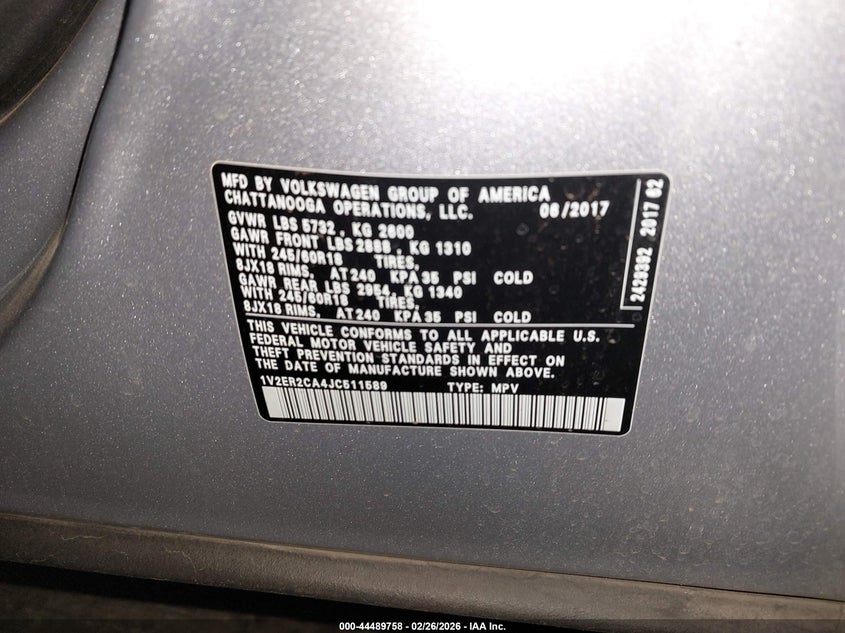 MFD BY VOLKSWAGEN GROUP OF AMERICA
CHATTANOOGA OPERATIONS, LLC. 08/2017
GVWR LBS 5732 , KG 2600
GAWR FRONT LBS 2888 , KG 1310
WITH 245/60R18 TIRES,
8JX18 RIMS, AT 240 KPA 35 PSI COLD
GAWR REAR LBS 2954, KG 1340
WITH 245/60R18 TIRES,
8JX18 RIMS, AT 240 KPA 35 PSI COLD
THIS VEHICLE CONFORMS TO ALL APPLICABLE U.S.
FEDERAL MOTOR VEHICLE SAFETY AND
THEFT PREVENTION STANDARDS IN EFFECT ON
THE DATE OF MANUFACTURE SHOWN ABOVE.
1V2ER2CA4JC511589 TYPE: MPV
2017 62
000-44489758 - 02/26/2026 - IAA Inc.